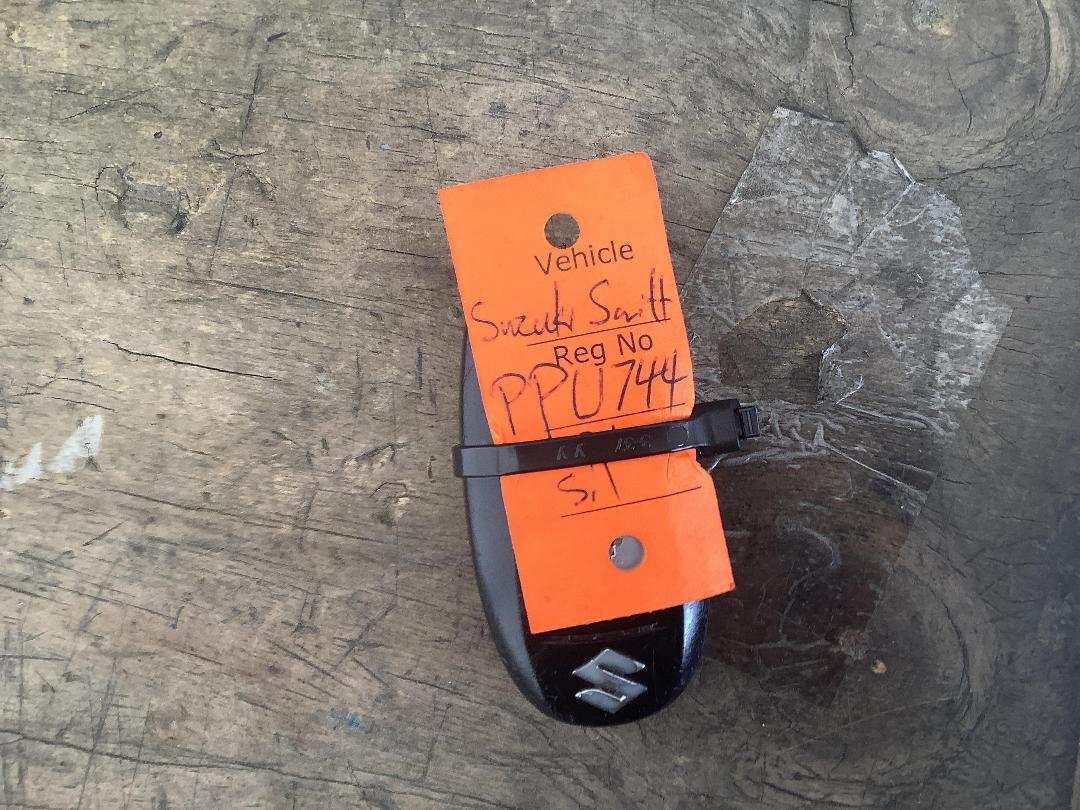 Vehicle
Suzuki Swift
Reg No
PPU744